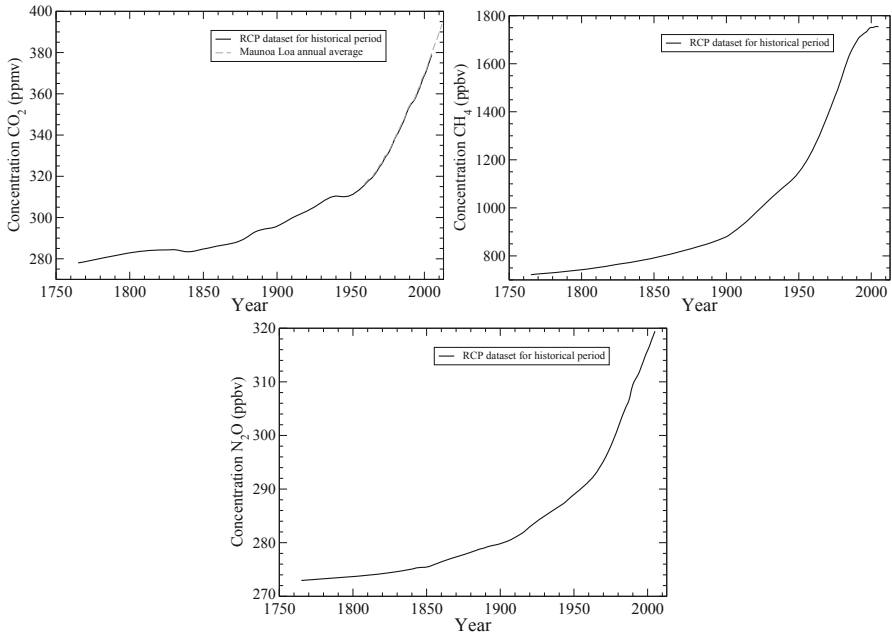 400
380
360
340
320
300
280
Concentration CO2 (ppmv)
RCP dataset for historical period
Maunoa Loa annual average
1750 1800 1850 1900 1950 2000
Year
1800
1600
1400
1200
1000
800
Concentration CH4 (ppbv)
RCP dataset for historical period
1750 1800 1850 1900 1950 2000
Year
320
310
300
290
280
270
Concentration N2O (ppbv)
RCP dataset for historical period
1750 1800 1850 1900 1950 2000
Year